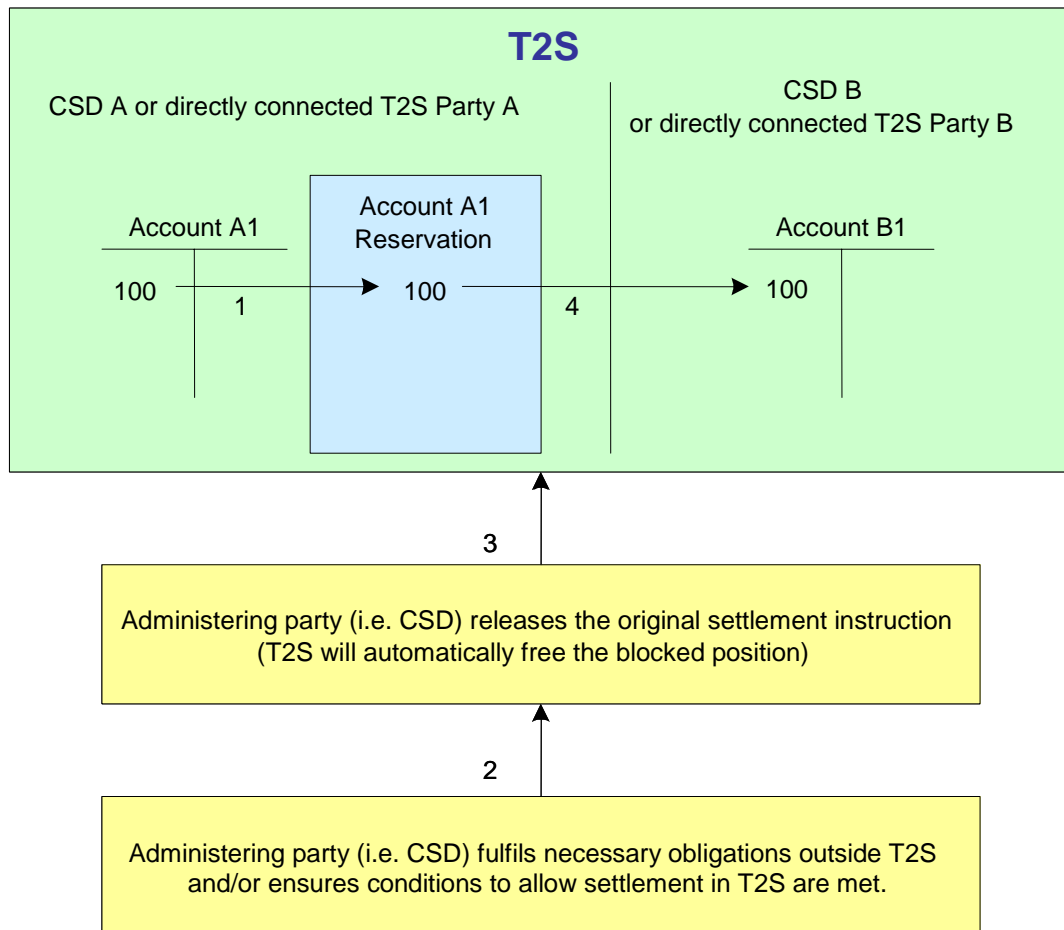 T2S
CSD A or directly connected T2S Party A
CSD B
or directly connected T2S Party B
Account A1
Account A1
Reservation
Account B1
100
1
100
4
100
3
Administering party (i.e. CSD) releases the original settlement instruction
(T2S will automatically free the blocked position)
2
Administering party (i.e. CSD) fulfils necessary obligations outside T2S
and/or ensures conditions to allow settlement in T2S are met.